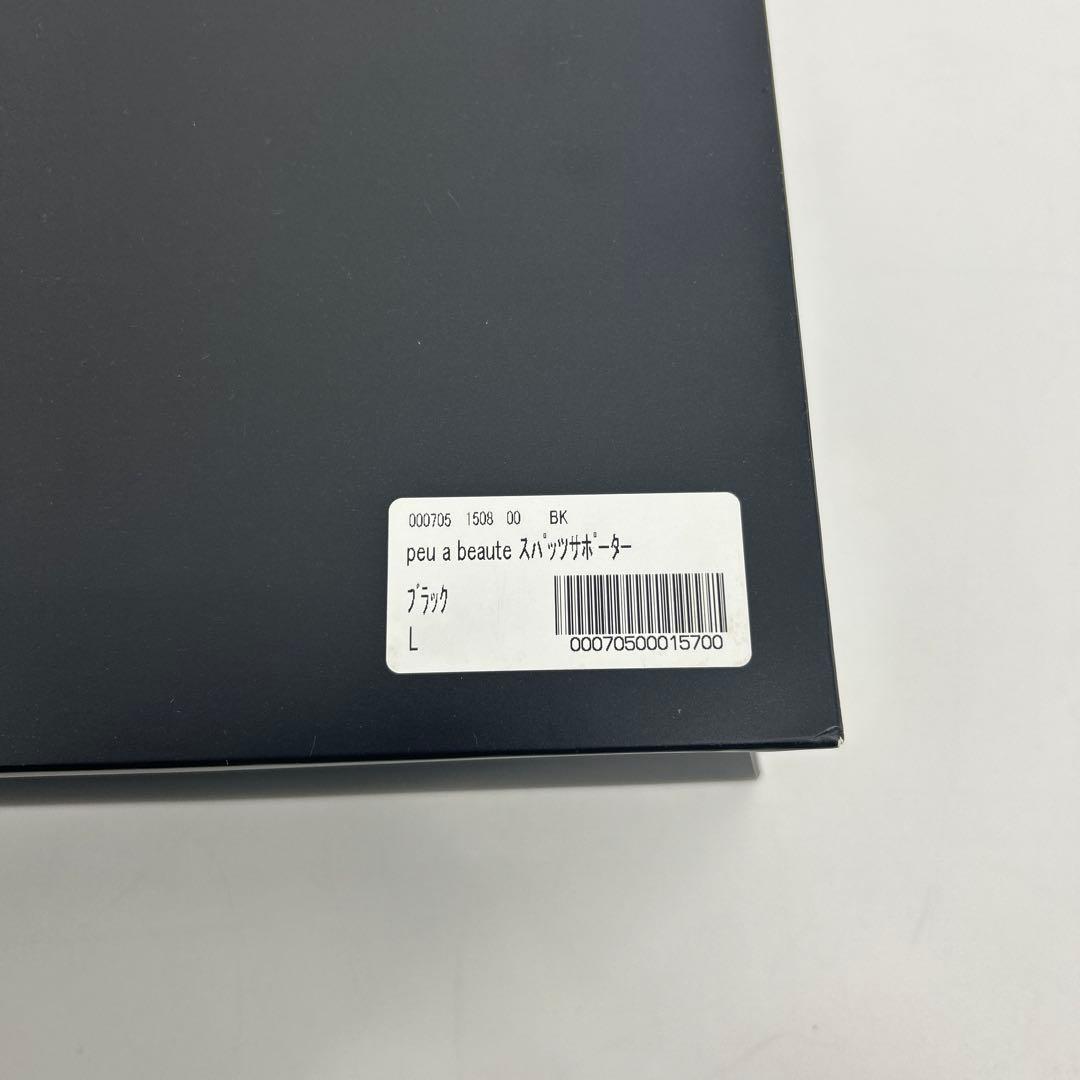 000705 1508 00 BK
peu a beaute ｽﾊﾟｯﾂｻﾎﾟｰﾀｰ
ﾌﾞﾗｯｸ
L
00070500015700